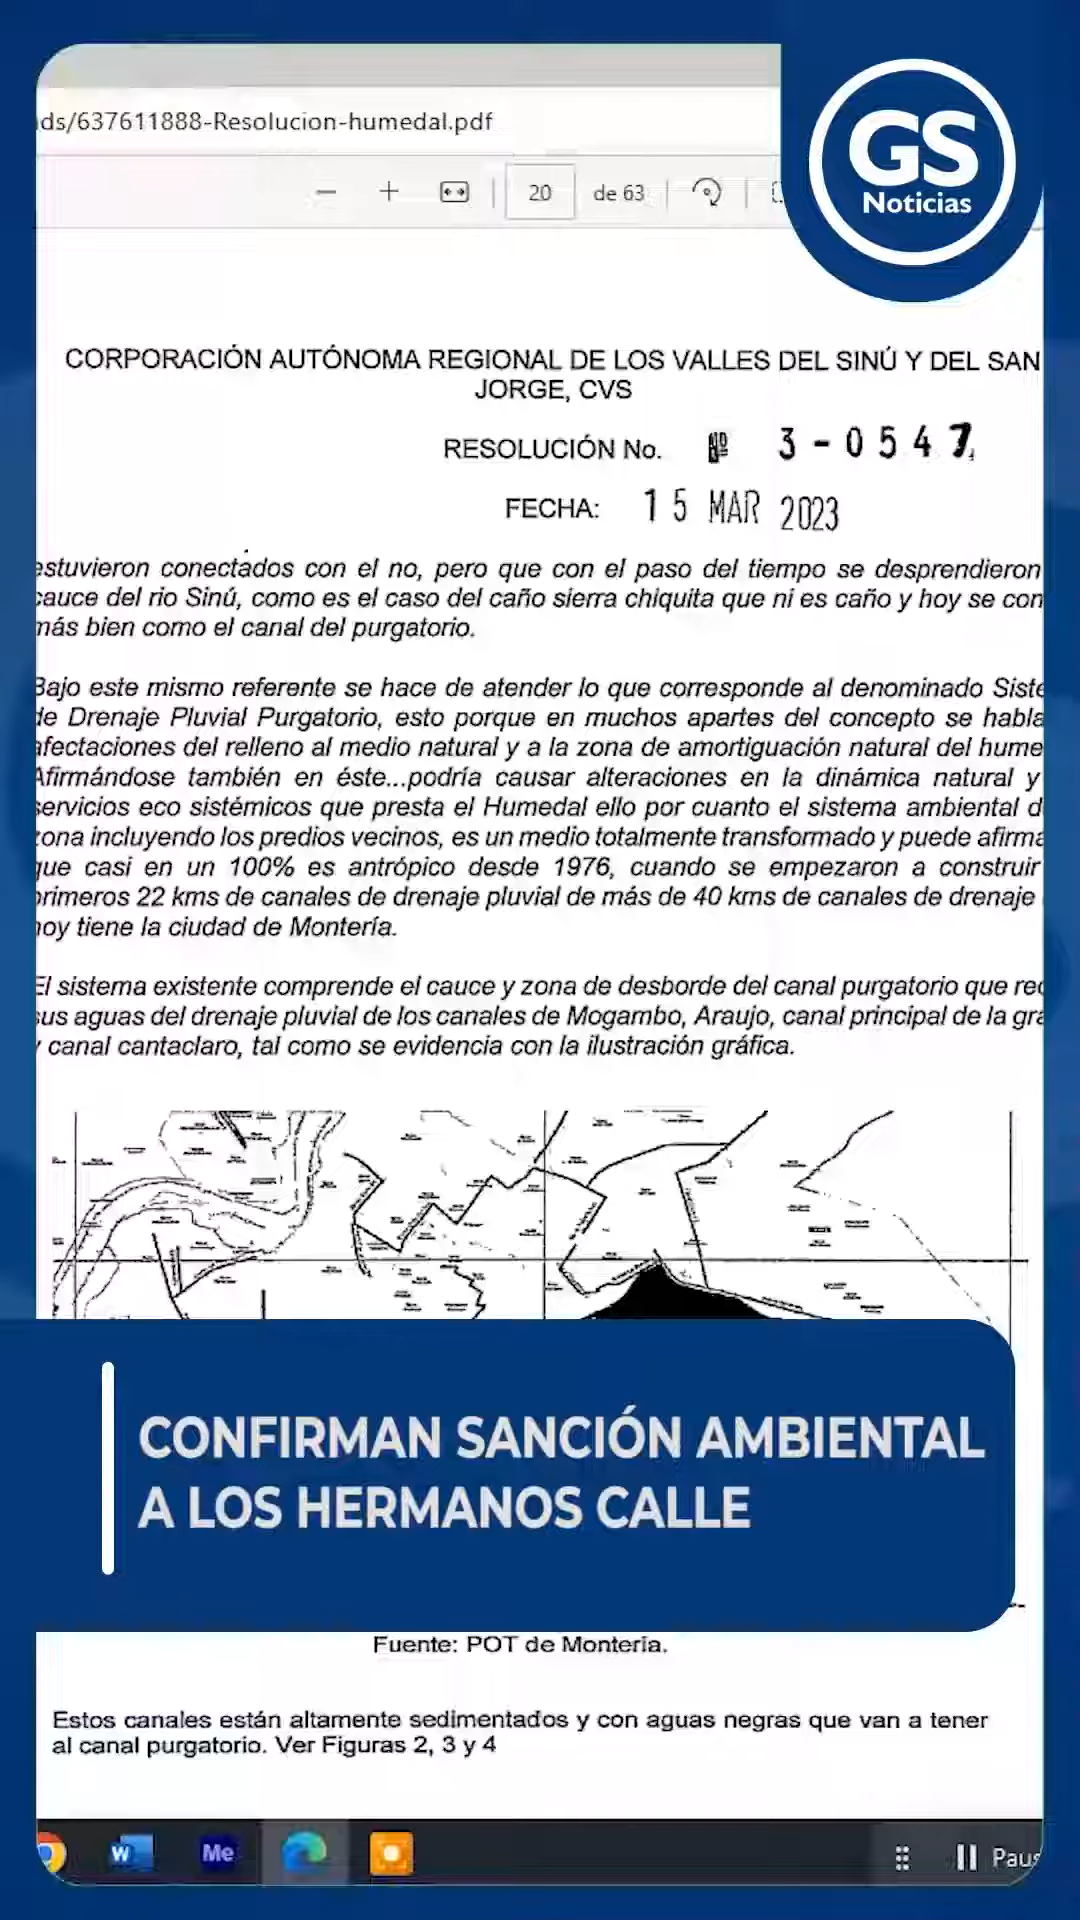 ds/637611888-Resolucion-humedal.pdf
20 de 63
GS
Noticias
CORPORACIÓN AUTÓNOMA REGIONAL DE LOS VALLES DEL SINÚ Y DEL SAN
JORGE, CVS
RESOLUCIÓN No. Nº 3-0547
FECHA: 15 MAR 2023
estuvieron conectados con el no, pero que con el paso del tiempo se desprendieron
cauce del rio Sinú, como es el caso del caño sierra chiquita que ni es caño y hoy se con
más bien como el canal del purgatorio.
Bajo este mismo referente se hace de atender lo que corresponde al denominado Siste
de Drenaje Pluvial Purgatorio, esto porque en muchos apartes del concepto se habla
afectaciones del relleno al medio natural y a la zona de amortiguación natural del hume
Afirmándose también en éste...podría causar alteraciones en la dinámica natural y
servicios eco sistémicos que presta el Humedal ello por cuanto el sistema ambiental d
zona incluyendo los predios vecinos, es un medio totalmente transformado y puede afirma
que casi en un 100% es antrópico desde 1976, cuando se empezaron a construir
primeros 22 kms de canales de drenaje pluvial de más de 40 kms de canales de drenaje
hoy tiene la ciudad de Montería.
El sistema existente comprende el cauce y zona de desborde del canal purgatorio que rec
sus aguas del drenaje pluvial de los canales de Mogambo, Araujo, canal principal de la gra
y canal cantaclaro, tal como se evidencia con la ilustración gráfica.
CONFIRMAN SANCIÓN AMBIENTAL
A LOS HERMANOS CALLE
Fuente: POT de Montería.
Estos canales están altamente sedimentados y con aguas negras que van a tener
al canal purgatorio. Ver Figuras 2, 3 y 4
W
Me
Paus